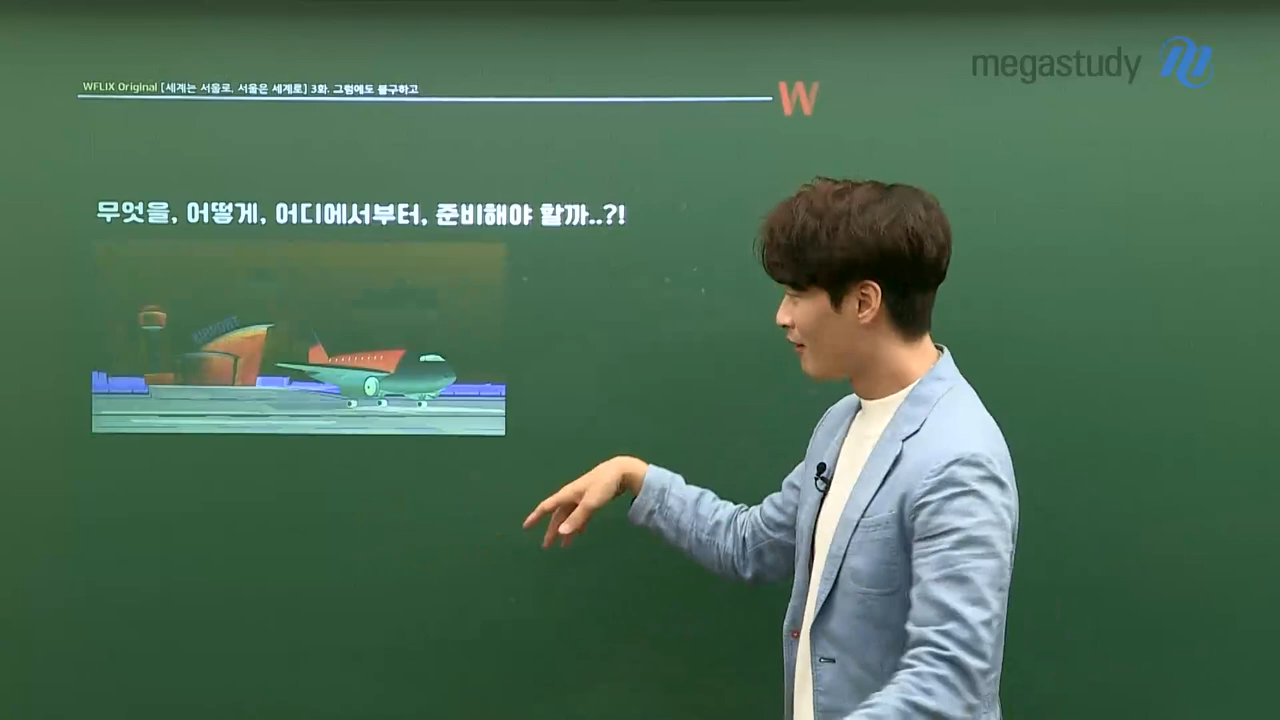 megastudy
WFLIX Original [세계는 서울로, 서울은 세계로] 3화. 그럼에도 불구하고
W
무엇을, 어떻게, 어디에서부터, 준비해야 할까..?!
AIRPORT